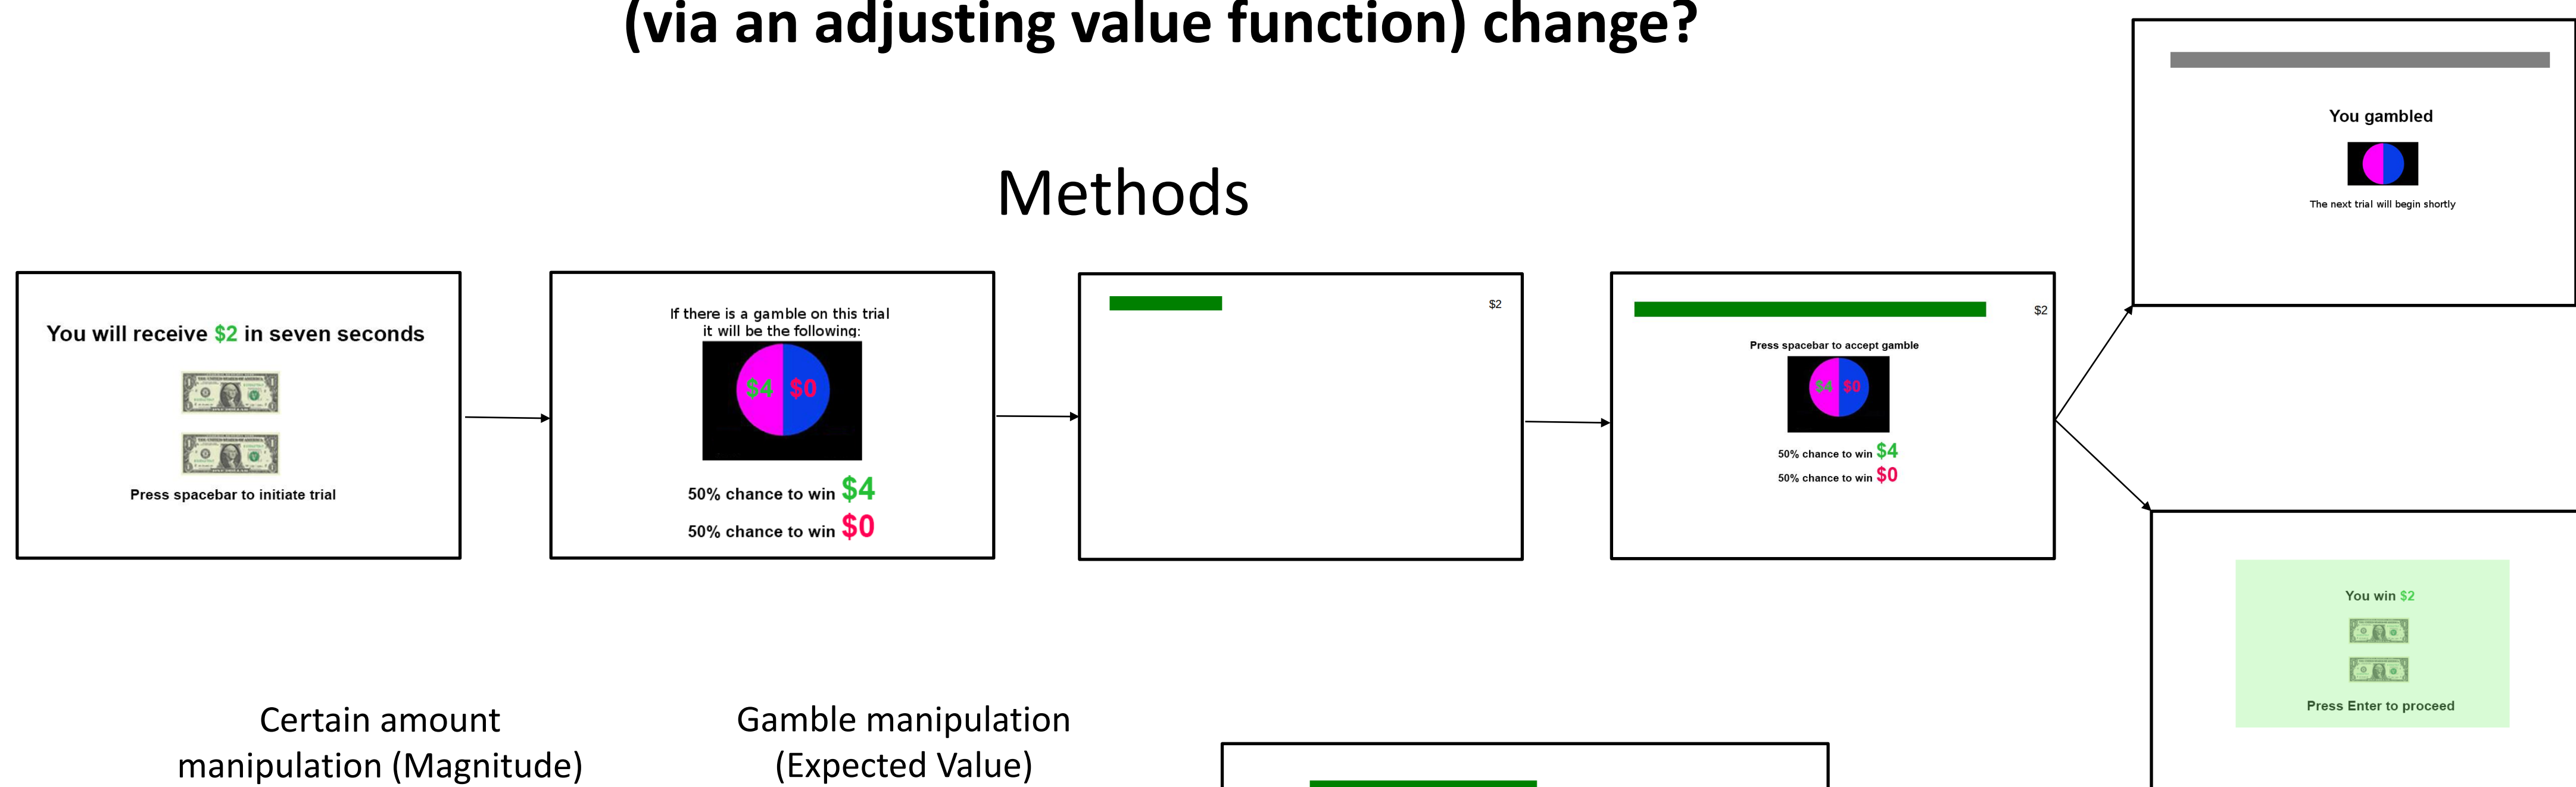 (via an adjusting value function) change?
Methods
You will receive $2 in seven seconds
Press spacebar to initiate trial
If there is a gamble on this trial
it will be the following:
$4 $0
50% chance to win $4
50% chance to win $0
$2
$2
Press spacebar to accept gamble
$4 $0
50% chance to win $4
50% chance to win $0
You gambled
The next trial will begin shortly
You win $2
Press Enter to proceed
Certain amount
manipulation (Magnitude)
Gamble manipulation
(Expected Value)